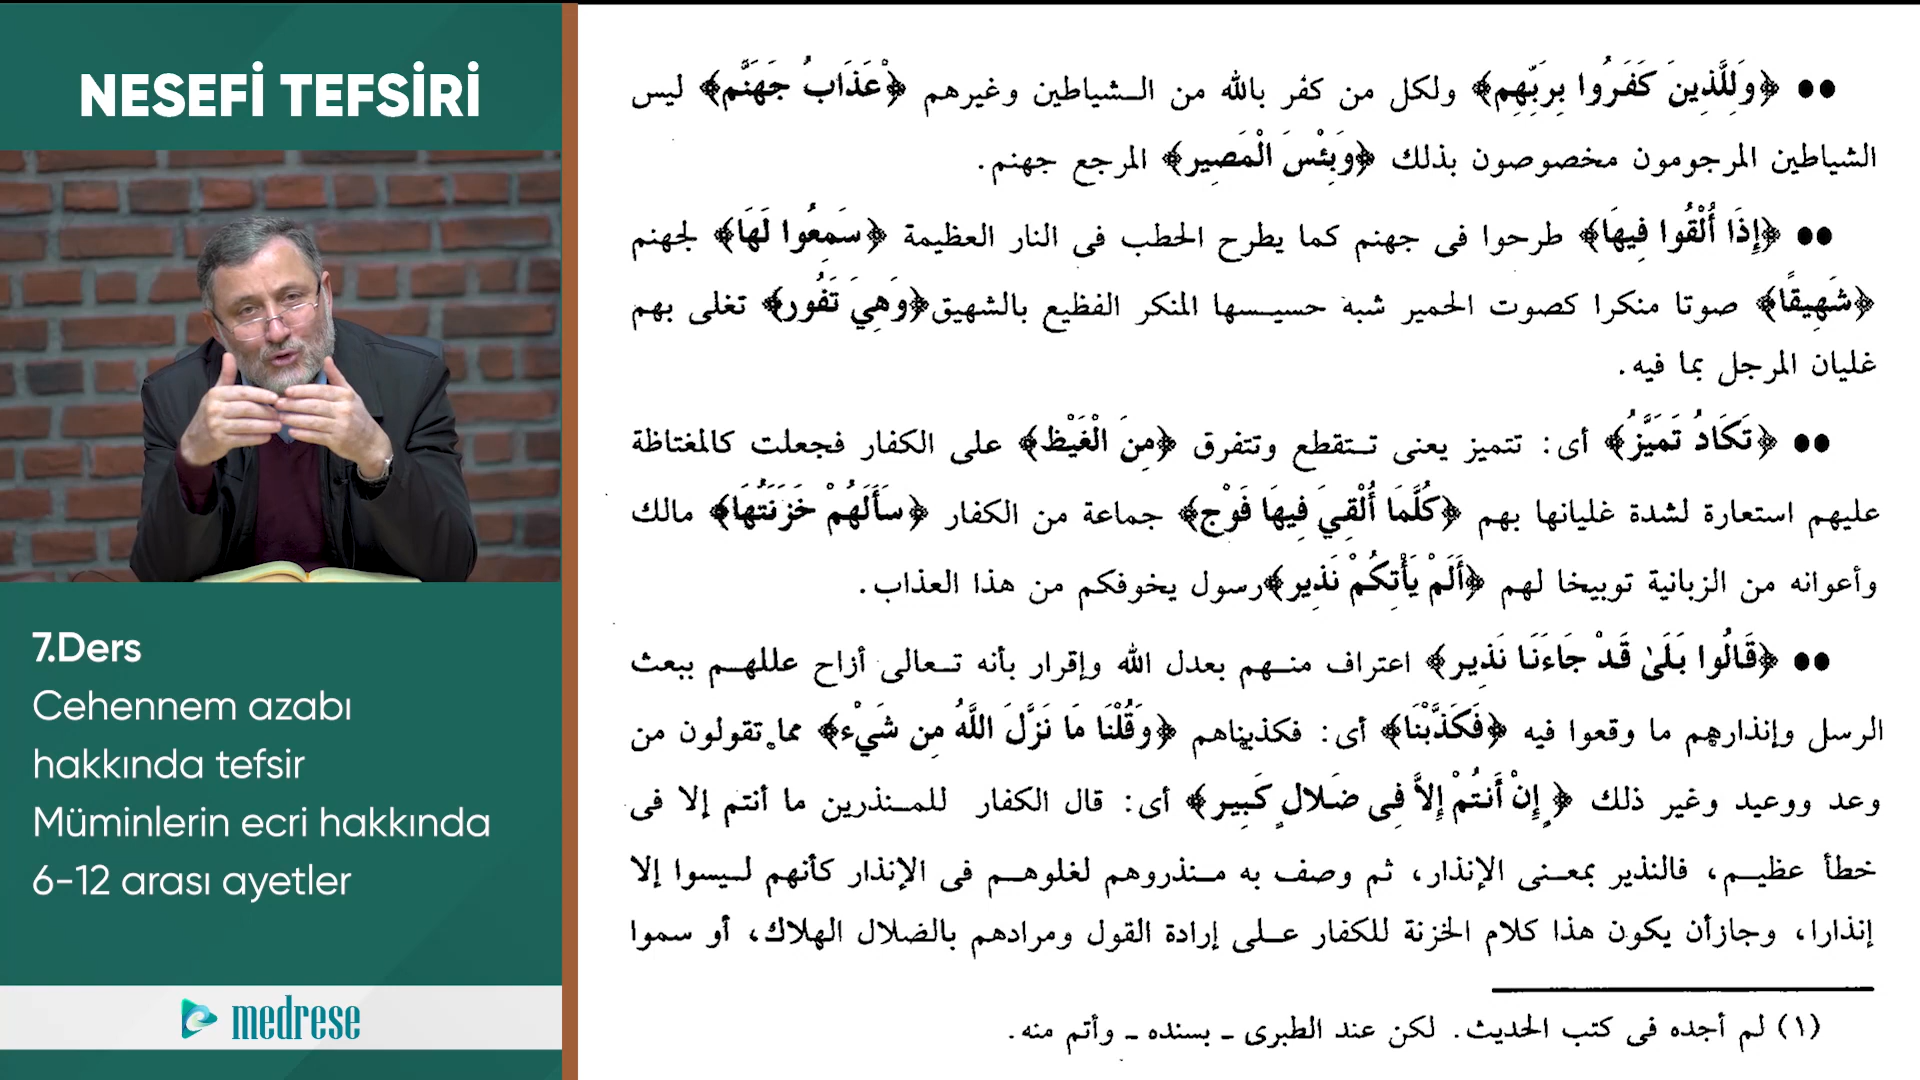 NESEFİ TEFSİRİ
7.Ders
Cehennem azabı
hakkında tefsir
Müminlerin ecri hakkında
6-12 arası ayetler
medrese
●● ﴿وَلِلَّذِينَ كَفَرُوا بِرَبِّهِم﴾ ولكل من كفر بالله من الشياطين وغيرهم ﴿عَذَابُ جَهَنَّم﴾ ليس
الشياطين المرجومون مخصوصون بذلك ﴿وَبِئْسَ الْمَصِير﴾ المرجع جهنم.
●● ﴿إِذَا أُلْقُوا فِيهَا﴾ طرحوا فى جهنم كما يطرح الحطب فى النار العظيمة ﴿سَمِعُوا لَهَا﴾ لجهنم
﴿شَهِيقًا﴾ صوتا منكرا كصوت الحمير شبه حسيسها المنكر الفظيع بالشهيق ﴿وَهِيَ تَفُور﴾ تغلى بهم
غليان المرجل بما فيه.
●● ﴿تَكَادُ تَمَيَّزُ﴾ أى: تتميز يعنى تتقطع وتتفرق ﴿مِنَ الْغَيْظ﴾ على الكفار فجعلت كالمغتاظة
عليهم استعارة لشدة غليانها بهم ﴿كُلَّمَا أُلْقِيَ فِيهَا فَوْج﴾ جماعة من الكفار ﴿سَأَلَهُمْ خَزَنَتُهَا﴾ مالك
وأعوانه من الزبانية توبيخا لهم ﴿أَلَمْ يَأْتِكُمْ نَذِير﴾ رسول يخوفكم من هذا العذاب.
●● ﴿قَالُوا بَلَىٰ قَدْ جَاءَنَا نَذِير﴾ اعتراف منهم بعدل الله وإقرار بأنه تعالى أزاح عللهم ببعث
الرسل وإنذارهم ما وقعوا فيه ﴿فَكَذَّبْنَا﴾ أى: فكذبناهم ﴿وَقُلْنَا مَا نَزَّلَ اللَّهُ مِن شَيْء﴾ مما تقولون من
وعد ووعيد وغير ذلك ﴿إِنْ أَنتُمْ إِلاَّ فِى ضَلالٍ كَبِير﴾ أى: قال الكفار للمنذرين ما أنتم إلا فى
خطأ عظيم، فالنذير بمعنى الإنذار، ثم وصف به منذروهم لغلوهم فى الإنذار كأنهم ليسوا إلا
إنذارا، وجازأن يكون هذا كلام الخزنة للكفار على إرادة القول ومرادهم بالضلال الهلاك، أو سموا
(١) لم أجده فى كتب الحديث. لكن عند الطبرى ـ بسنده ـ وأتم منه.